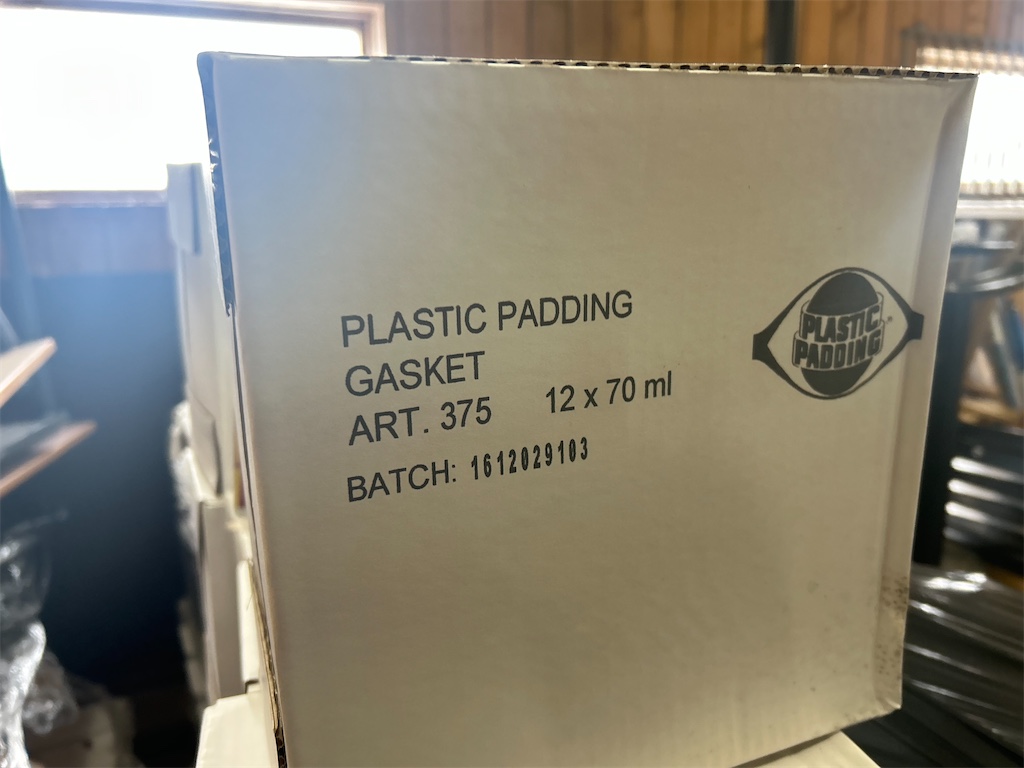 PLASTIC PADDING
GASKET
ART. 375 12 x 70 ml
BATCH: 1612029103
PLASTIC
PADDING
®